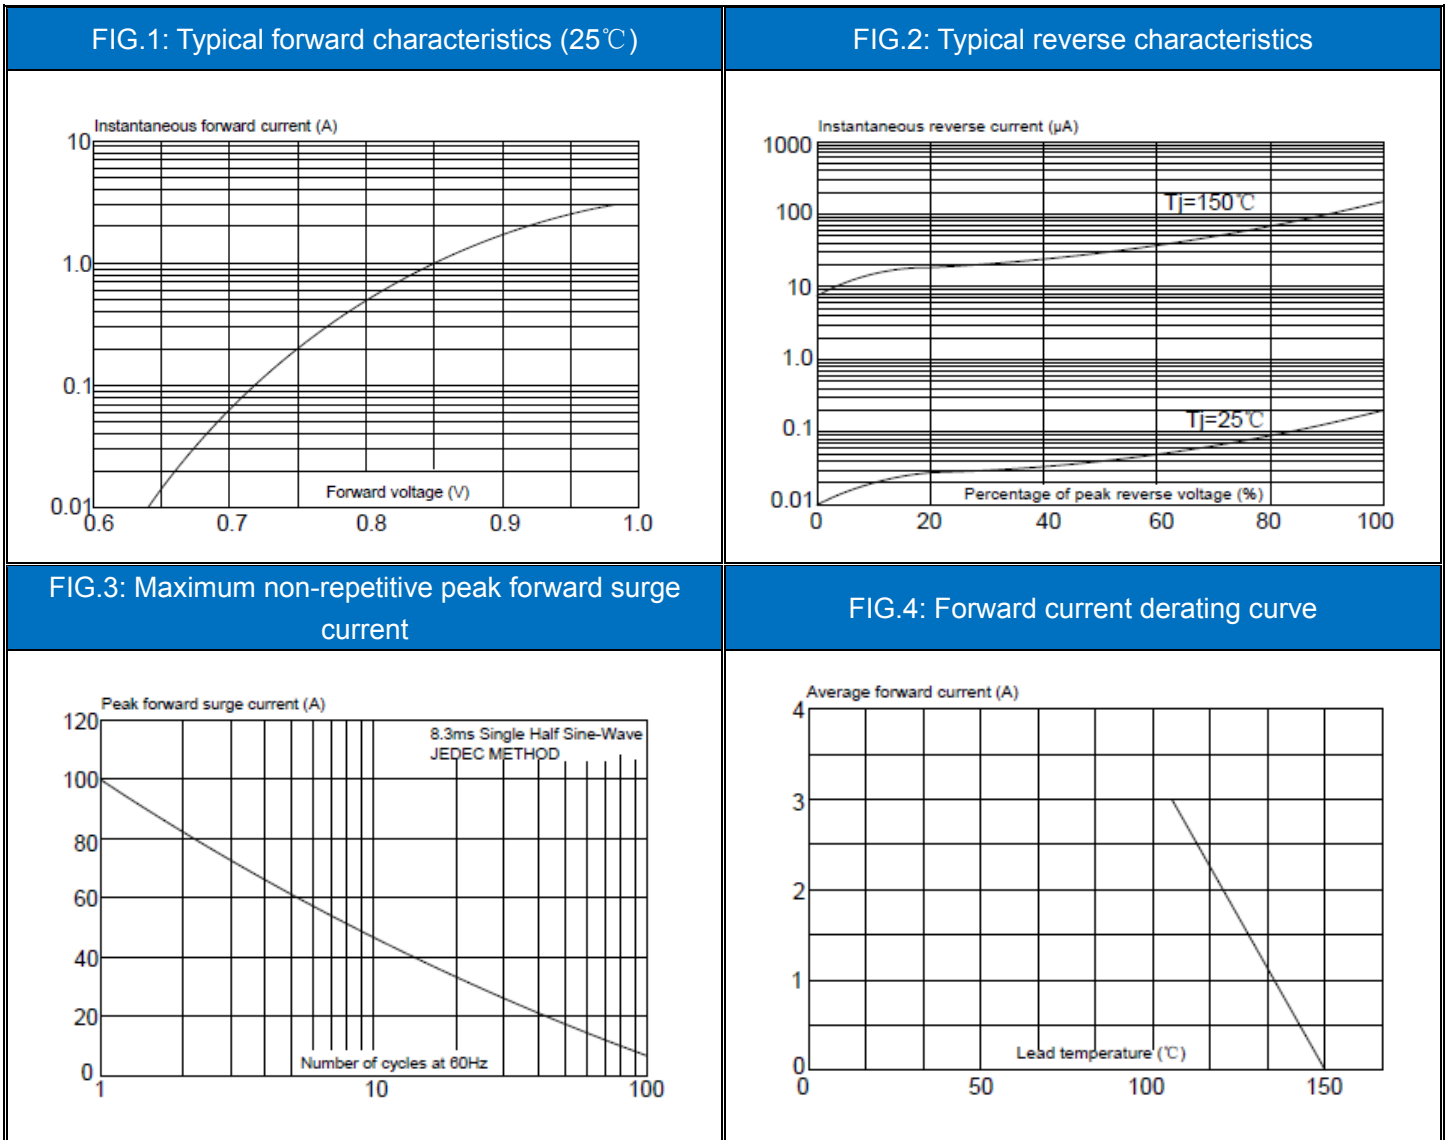 FIG.1: Typical forward characteristics (25℃)
Instantaneous forward current (A)
10
1.0
0.1
0.01
Forward voltage (V)
0.6 0.7 0.8 0.9 1.0
FIG.2: Typical reverse characteristics
Instantaneous reverse current (μA)
1000
Tj=150℃
100
10
1.0
Tj=25℃
0.1
0.01
Percentage of peak reverse voltage (%)
0 20 40 60 80 100
FIG.3: Maximum non-repetitive peak forward surge
current
Peak forward surge current (A)
120
8.3ms Single Half Sine-Wave
JEDEC METHOD
100
80
60
40
20
0
Number of cycles at 60Hz
1 10 100
FIG.4: Forward current derating curve
Average forward current (A)
4
3
2
1
0
Lead temperature (℃)
0 50 100 150